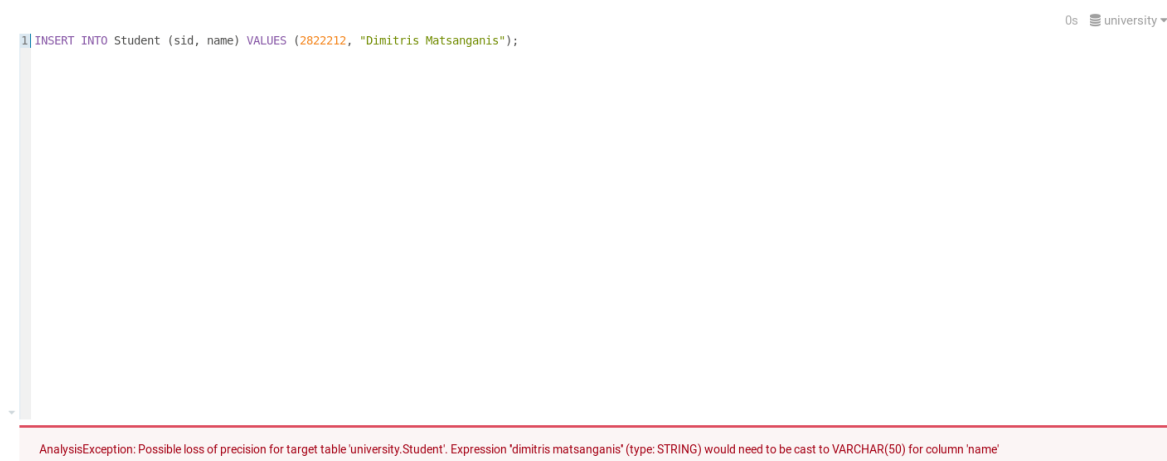 0s university
1 INSERT INTO Student (sid, name) VALUES (2822212, "Dimitris Matsanganis");
AnalysisException: Possible loss of precision for target table 'university.Student'. Expression ''dimitris matsanganis'' (type: STRING) would need to be cast to VARCHAR(50) for column 'name'